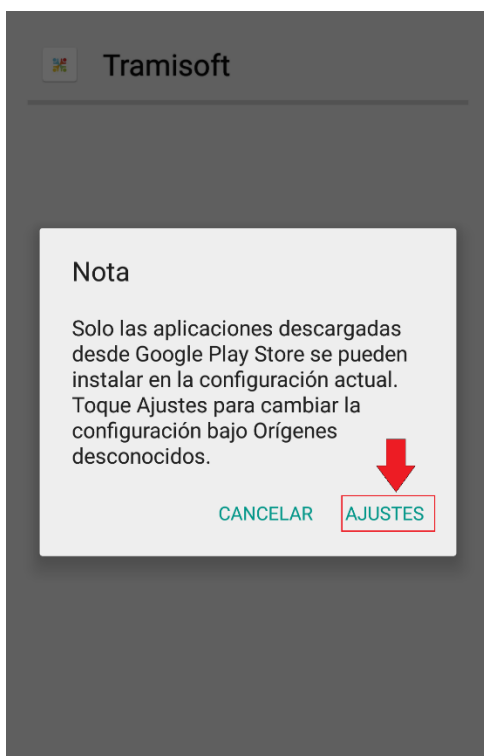 Tramisoft
Nota
Solo las aplicaciones descargadas
desde Google Play Store se pueden
instalar en la configuración actual.
Toque Ajustes para cambiar la
configuración bajo Orígenes
desconocidos.
CANCELAR AJUSTES